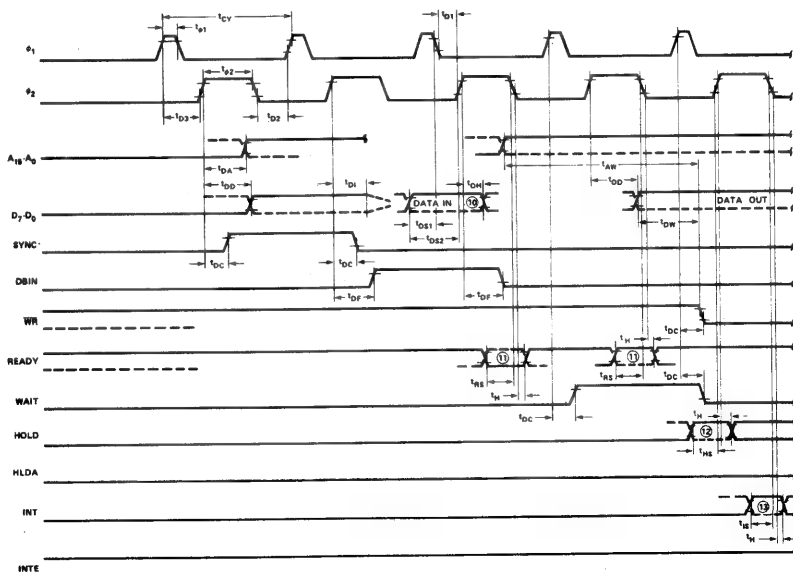 tCY
tφ1
tD1
φ1
tφ2
φ2
tD3
tD2
A15-A0
tDA
tAW
tDD
tDI
tDH
tDD
D7-D0
DATA IN
10
DATA OUT
tDS1
tDW
tDS2
SYNC
tDC
tDC
DBIN
tDF
tDF
WR
tDC
tH
READY
11
11
tRS
tRS
tDC
tH
WAIT
tDC
tH
HOLD
12
tHS
HLDA
INT
13
tIS
tH
INTE